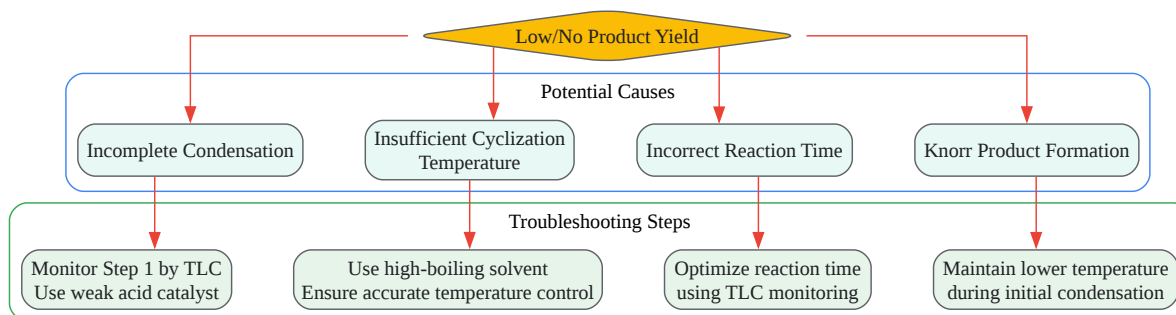 Low/No Product Yield
Potential Causes
Incomplete Condensation
Insufficient Cyclization
Temperature
Incorrect Reaction Time
Knorr Product Formation
Troubleshooting Steps
Monitor Step 1 by TLC
Use weak acid catalyst
Use high-boiling solvent
Ensure accurate temperature control
Optimize reaction time
using TLC monitoring
Maintain lower temperature
during initial condensation